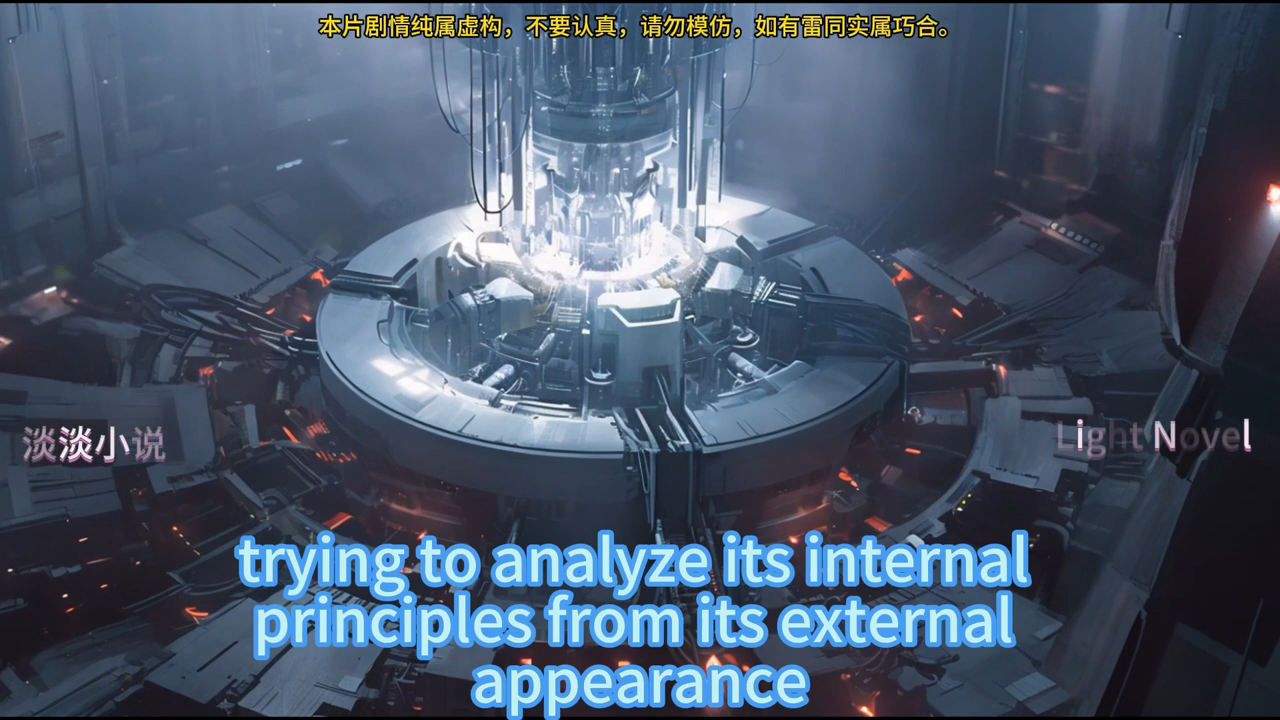 本片剧情纯属虚构，不要认真，请勿模仿，如有雷同实属巧合。
淡淡小说
Light Novel
trying to analyze its internal
principles from its external
appearance